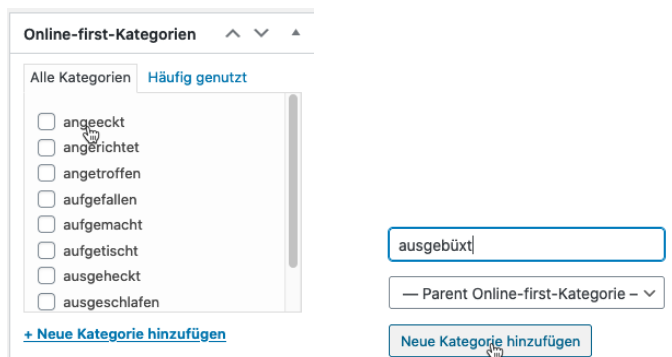 Online-first-Kategorien
Alle Kategorien Häufig genutzt
angeeckt
angerichtet
angetroffen
aufgefallen
aufgemacht
aufgetischt
ausgeheckt
ausgeschlafen
+ Neue Kategorie hinzufügen
ausgebüxt
— Parent Online-first-Kategorie –
Neue Kategorie hinzufügen